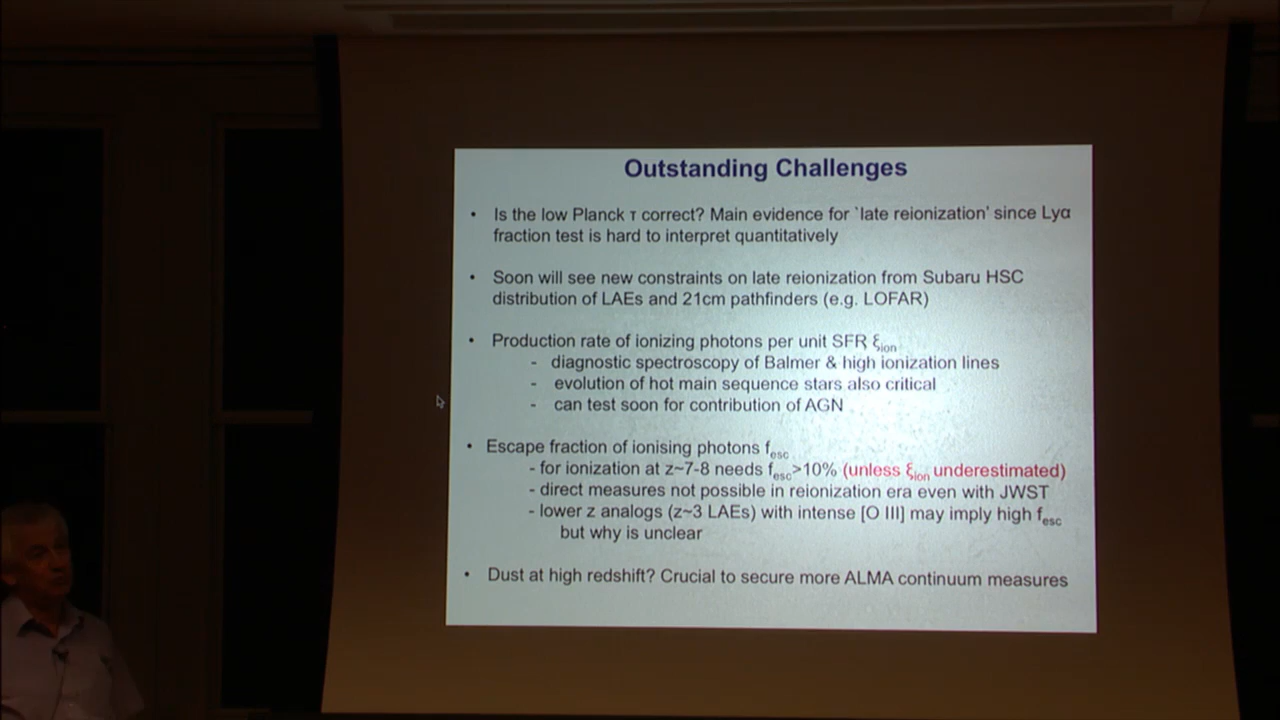 Outstanding Challenges
• Is the low Planck τ correct? Main evidence for `late reionization' since Lyα
fraction test is hard to interpret quantitatively
• Soon will see new constraints on late reionization from Subaru HSC
distribution of LAEs and 21cm pathfinders (e.g. LOFAR)
• Production rate of ionizing photons per unit SFR ξion
- diagnostic spectroscopy of Balmer & high ionization lines
- evolution of hot main sequence stars also critical
- can test soon for contribution of AGN
• Escape fraction of ionising photons fesc
- for ionization at z~7-8 needs fesc>10% (unless ξion underestimated)
- direct measures not possible in reionization era even with JWST
- lower z analogs (z~3 LAEs) with intense [O III] may imply high fesc
but why is unclear
• Dust at high redshift? Crucial to secure more ALMA continuum measures